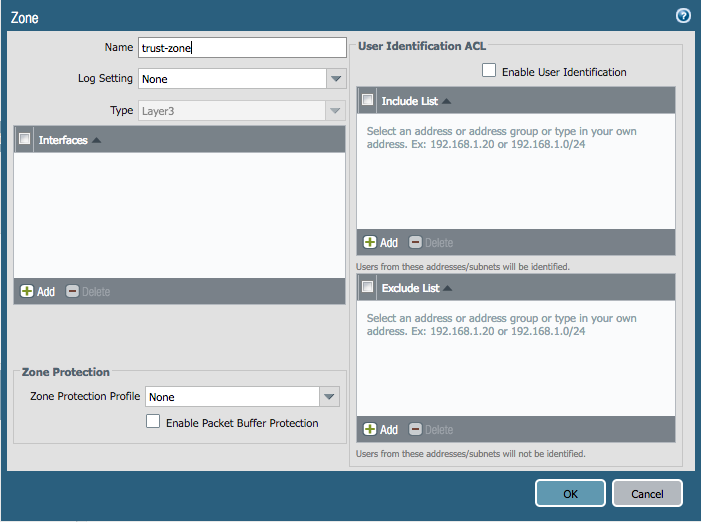 Zone
Name trust-zone
Log Setting None
Type Layer3
Interfaces
Add Delete
Zone Protection
Zone Protection Profile None
Enable Packet Buffer Protection
User Identification ACL
Enable User Identification
Include List
Select an address or address group or type in your own
address. Ex: 192.168.1.20 or 192.168.1.0/24
Add Delete
Users from these addresses/subnets will be identified.
Exclude List
Select an address or address group or type in your own
address. Ex: 192.168.1.20 or 192.168.1.0/24
Add Delete
Users from these addresses/subnets will not be identified.
OK Cancel